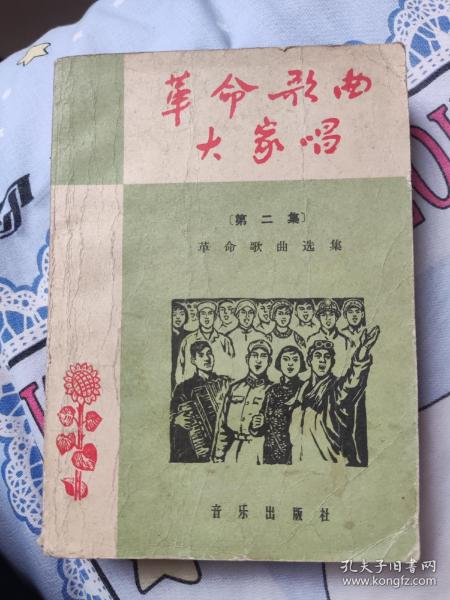 革命歌曲
大家唱
〔第二集〕
革命歌曲选集
音乐出版社
孔夫子旧书网
www.kongfz.com